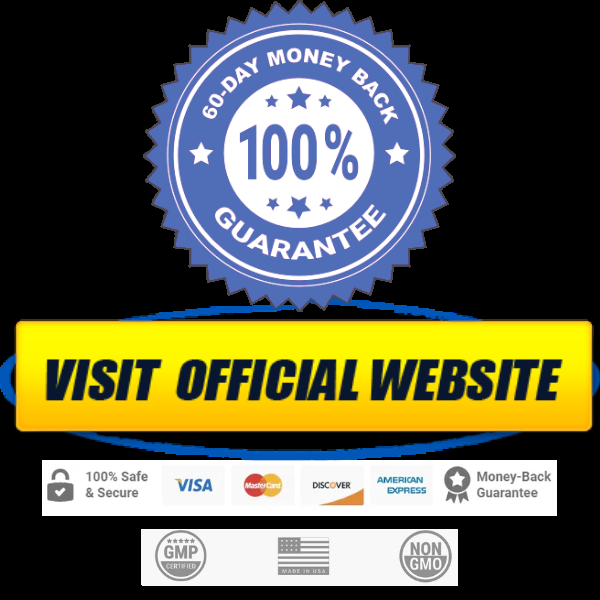 60-DAY MONEY BACK
100%
GUARANTEE
VISIT OFFICIAL WEBSITE
100% Safe
& Secure
VISA
MasterCard
DISCOVER
AMERICAN
EXPRESS
Money-Back
Guarantee
GMP
CERTIFIED
MADE IN USA
NON
GMO